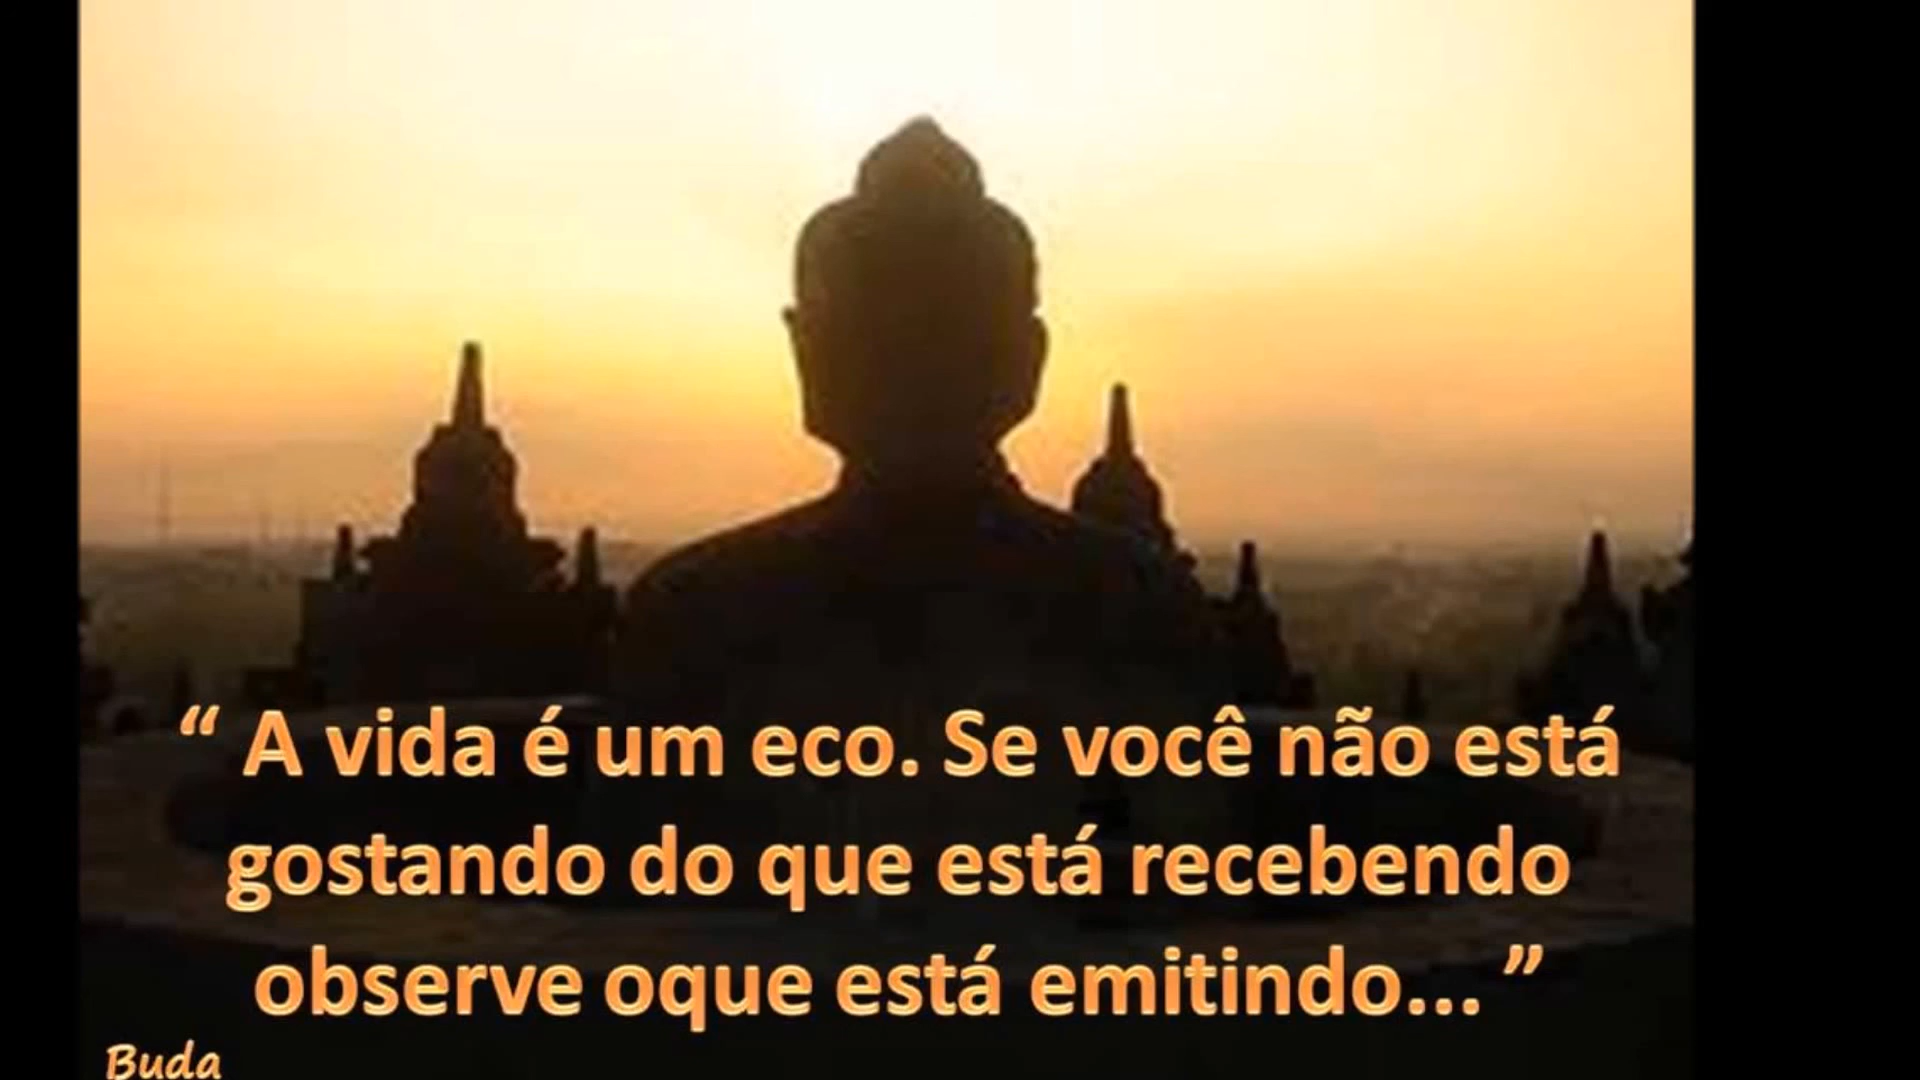 “ A vida é um eco. Se você não está
gostando do que está recebendo
observe oque está emitindo... ”
Buda